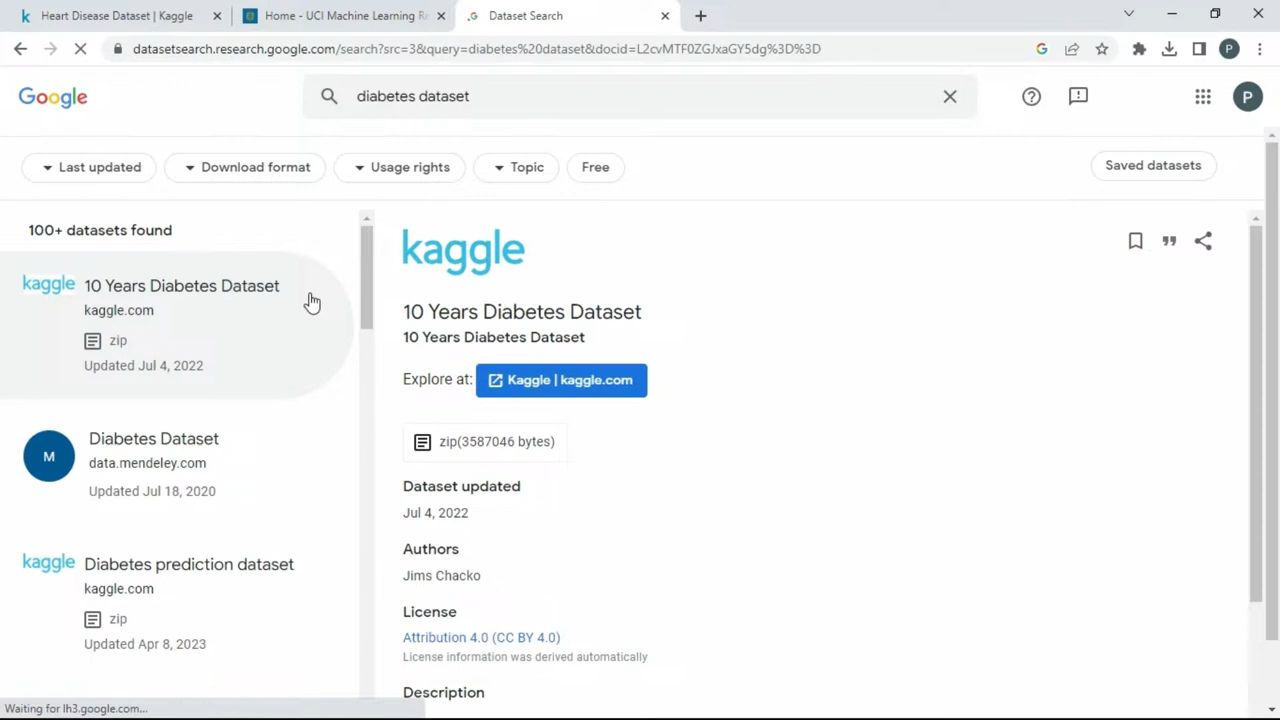 Heart Disease Dataset | Kaggle
Home - UCI Machine Learning Re
Dataset Search
datasetsearch.research.google.com/search?src=3&query=diabetes%20dataset&docid=L2cvMTF0ZGJxaGY5dg%3D%3D
P
Google
diabetes dataset
P
Last updated
Download format
Usage rights
Topic
Free
Saved datasets
100+ datasets found
kaggle
10 Years Diabetes Dataset
kaggle.com
zip
Updated Jul 4, 2022
M
Diabetes Dataset
data.mendeley.com
Updated Jul 18, 2020
kaggle
Diabetes prediction dataset
kaggle.com
zip
Updated Apr 8, 2023
kaggle
10 Years Diabetes Dataset
10 Years Diabetes Dataset
Explore at: Kaggle | kaggle.com
zip(3587046 bytes)
Dataset updated
Jul 4, 2022
Authors
Jims Chacko
License
Attribution 4.0 (CC BY 4.0)
License information was derived automatically
Description
Waiting for lh3.google.com...